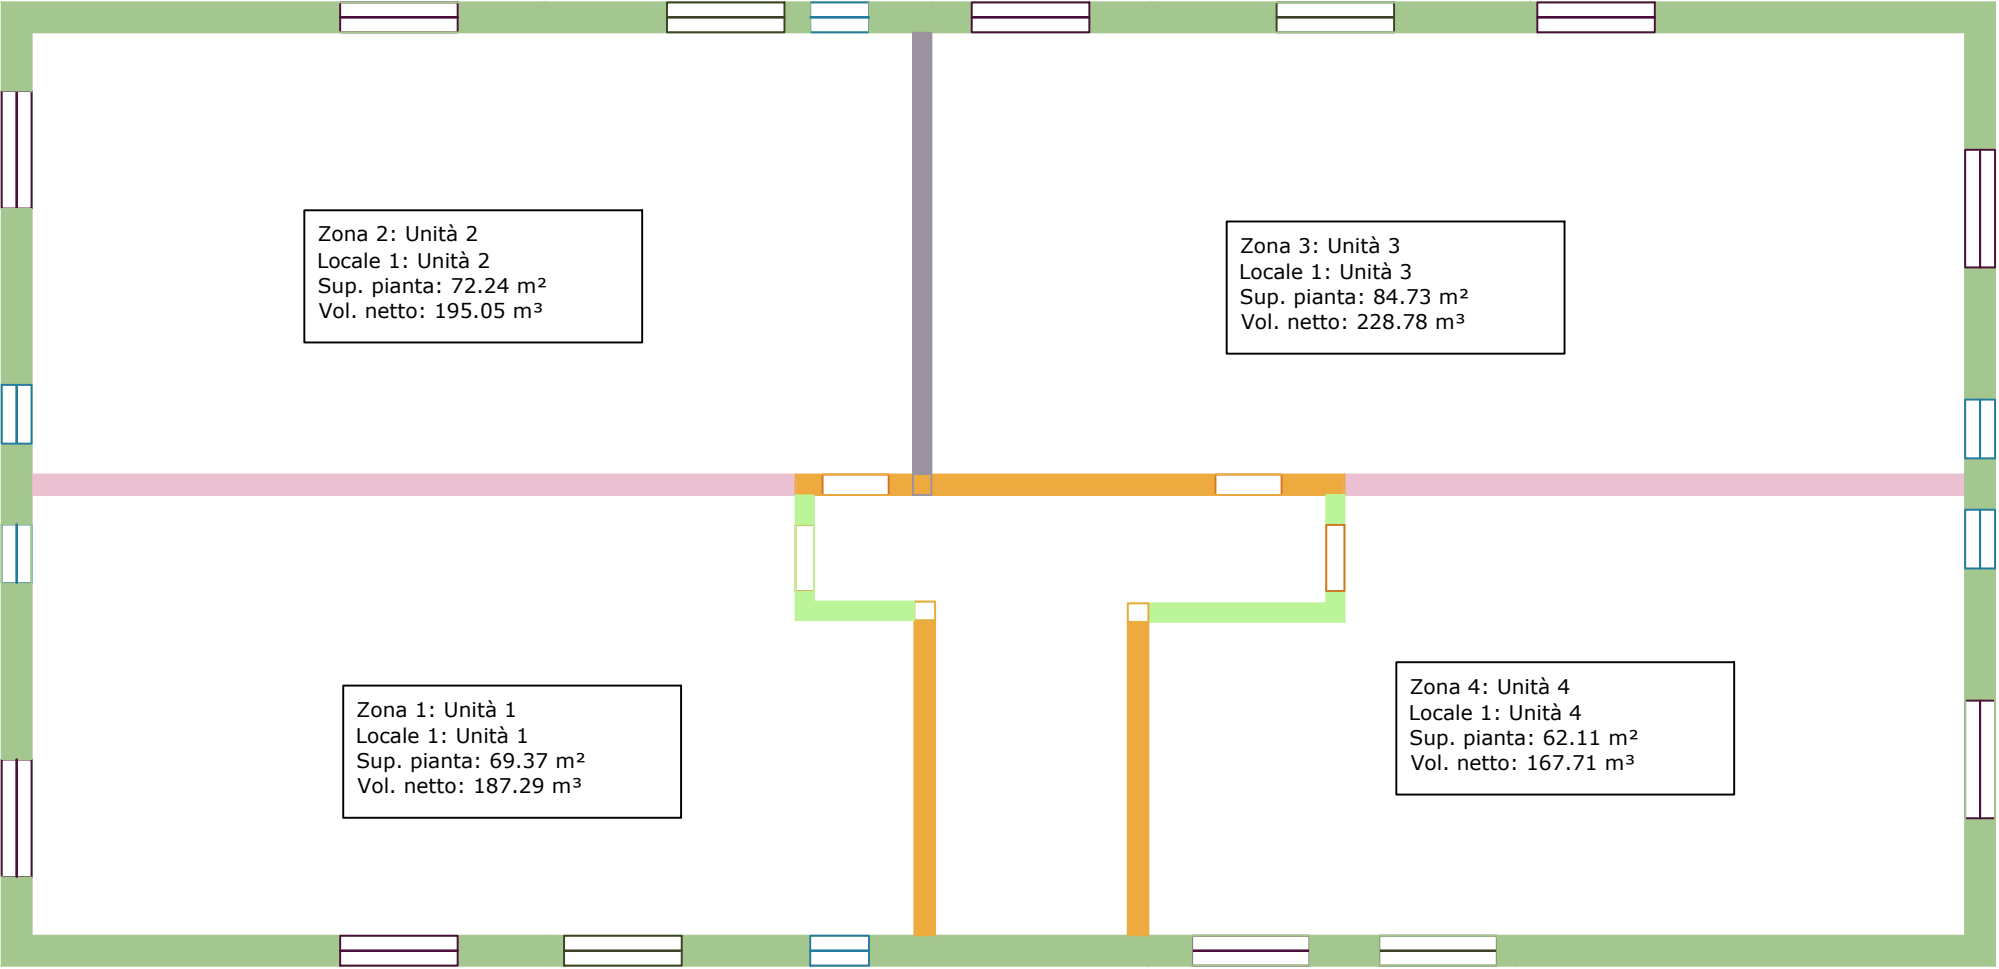 Zona 2: Unità 2
Locale 1: Unità 2
Sup. pianta: 72.24 m²
Vol. netto: 195.05 m³
Zona 3: Unità 3
Locale 1: Unità 3
Sup. pianta: 84.73 m²
Vol. netto: 228.78 m³
Zona 1: Unità 1
Locale 1: Unità 1
Sup. pianta: 69.37 m²
Vol. netto: 187.29 m³
Zona 4: Unità 4
Locale 1: Unità 4
Sup. pianta: 62.11 m²
Vol. netto: 167.71 m³